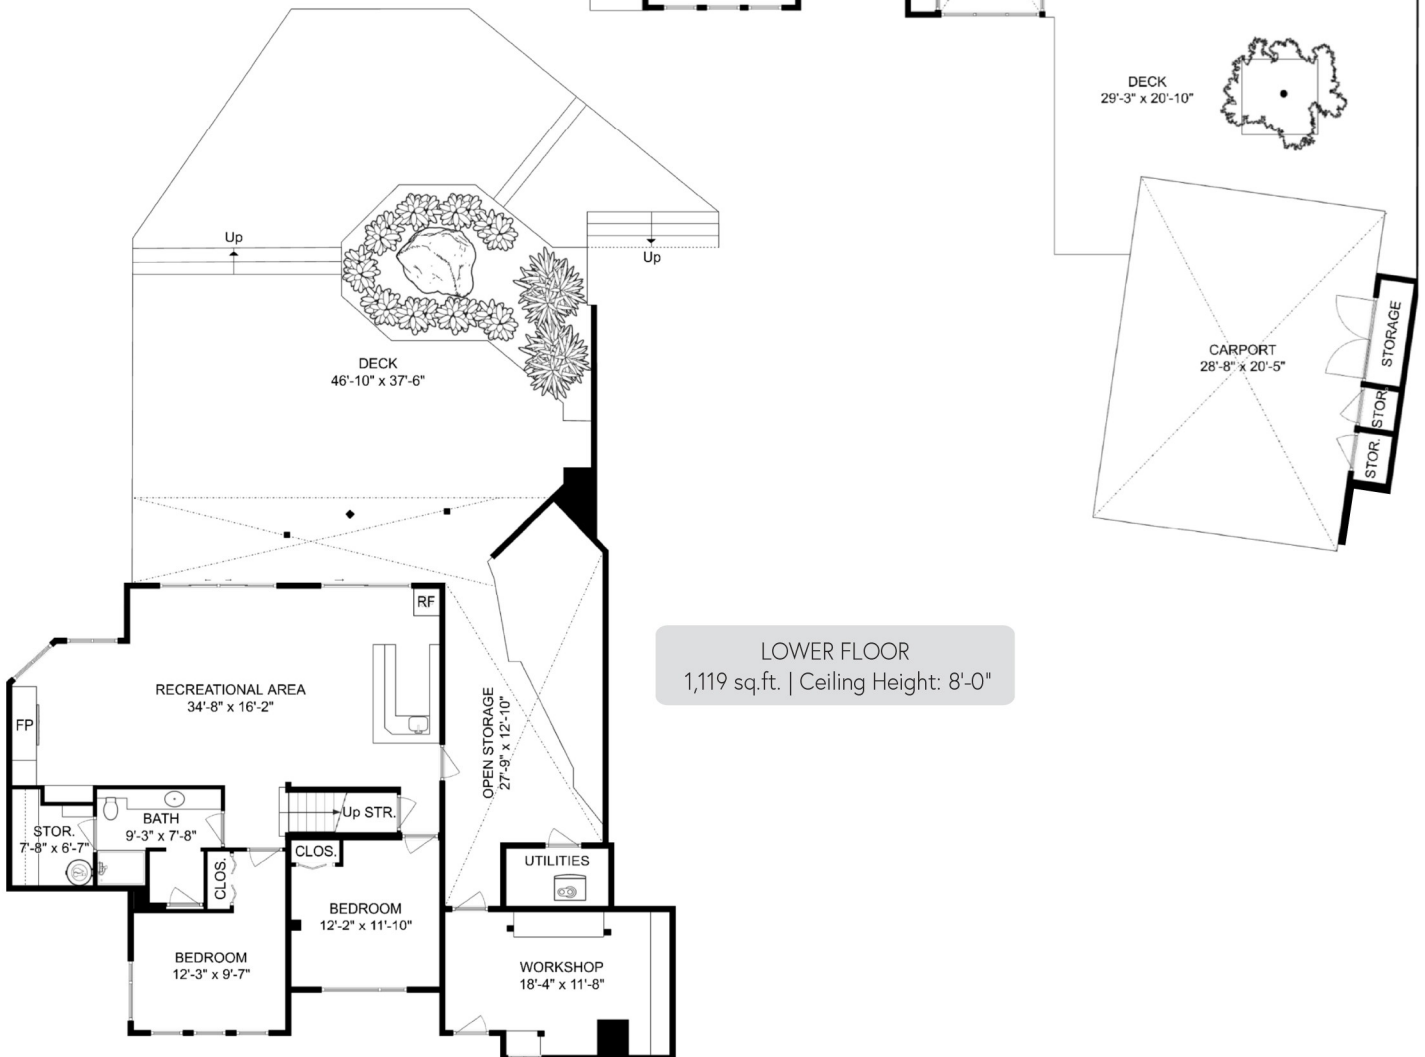 DECK
29'-3" x 20'-10"
Up
Up
DECK
46'-10" x 37'-6"
CARPORT
28'-8" x 20'-5"
STORAGE
STOR.
STOR.
RF
LOWER FLOOR
1,119 sq.ft. | Ceiling Height: 8'-0"
RECREATIONAL AREA
34'-8" x 16'-2"
FP
OPEN STORAGE
27'-9" x 12'-10"
Up STR.
BATH
9'-3" x 7'-8"
STOR.
7'-8" x 6'-7"
CLOS.
CLOS.
UTILITIES
BEDROOM
12'-2" x 11'-10"
BEDROOM
12'-3" x 9'-7"
WORKSHOP
18'-4" x 11'-8"